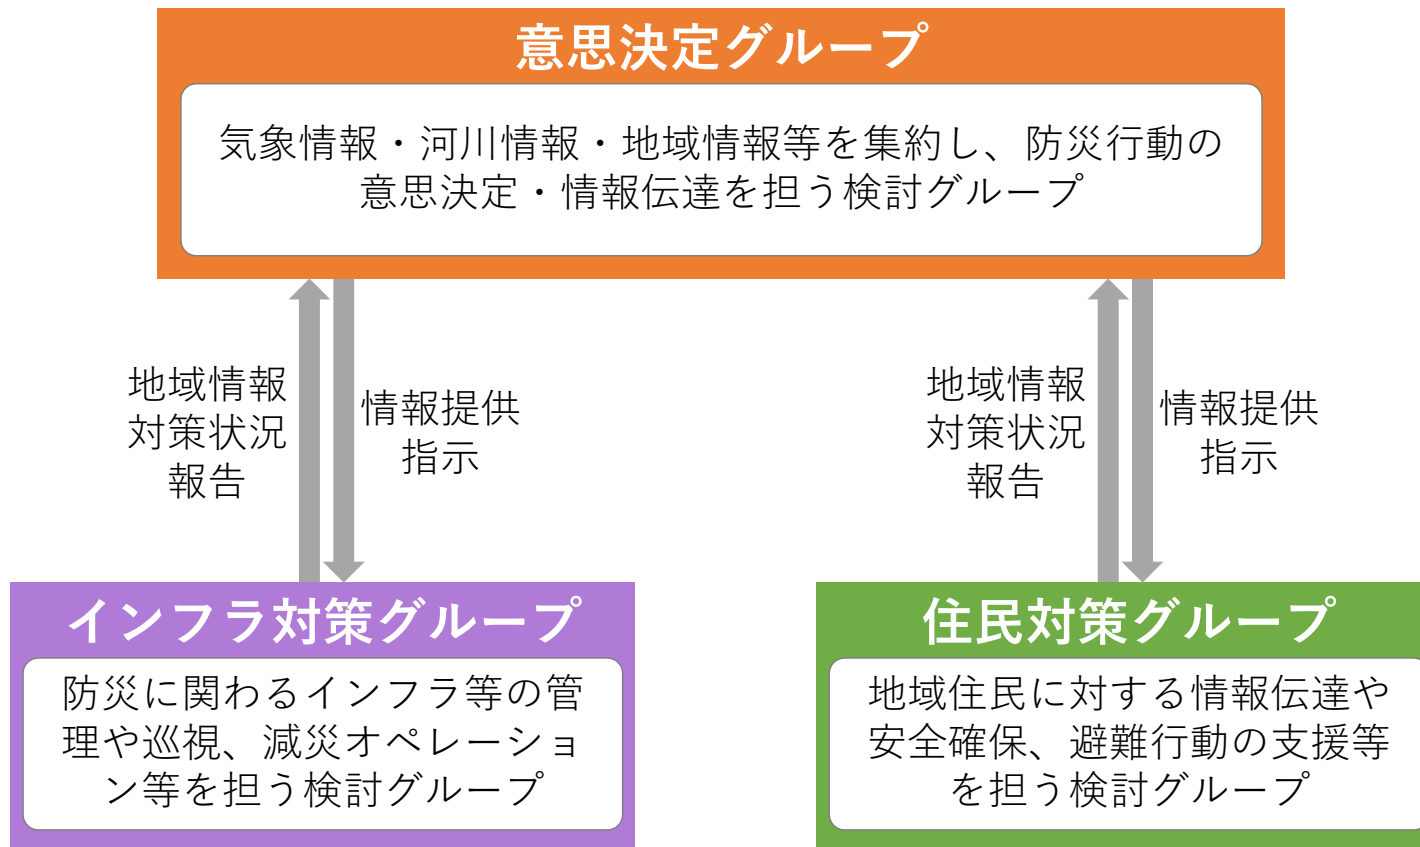 意思決定グループ
気象情報・河川情報・地域情報等を集約し、防災行動の
意思決定・情報伝達を担う検討グループ
地域情報
対策状況
報告
情報提供
指示
地域情報
対策状況
報告
情報提供
指示
インフラ対策グループ
防災に関わるインフラ等の管
理や巡視、減災オペレーショ
ン等を担う検討グループ
住民対策グループ
地域住民に対する情報伝達や
安全確保、避難行動の支援等
を担う検討グループ